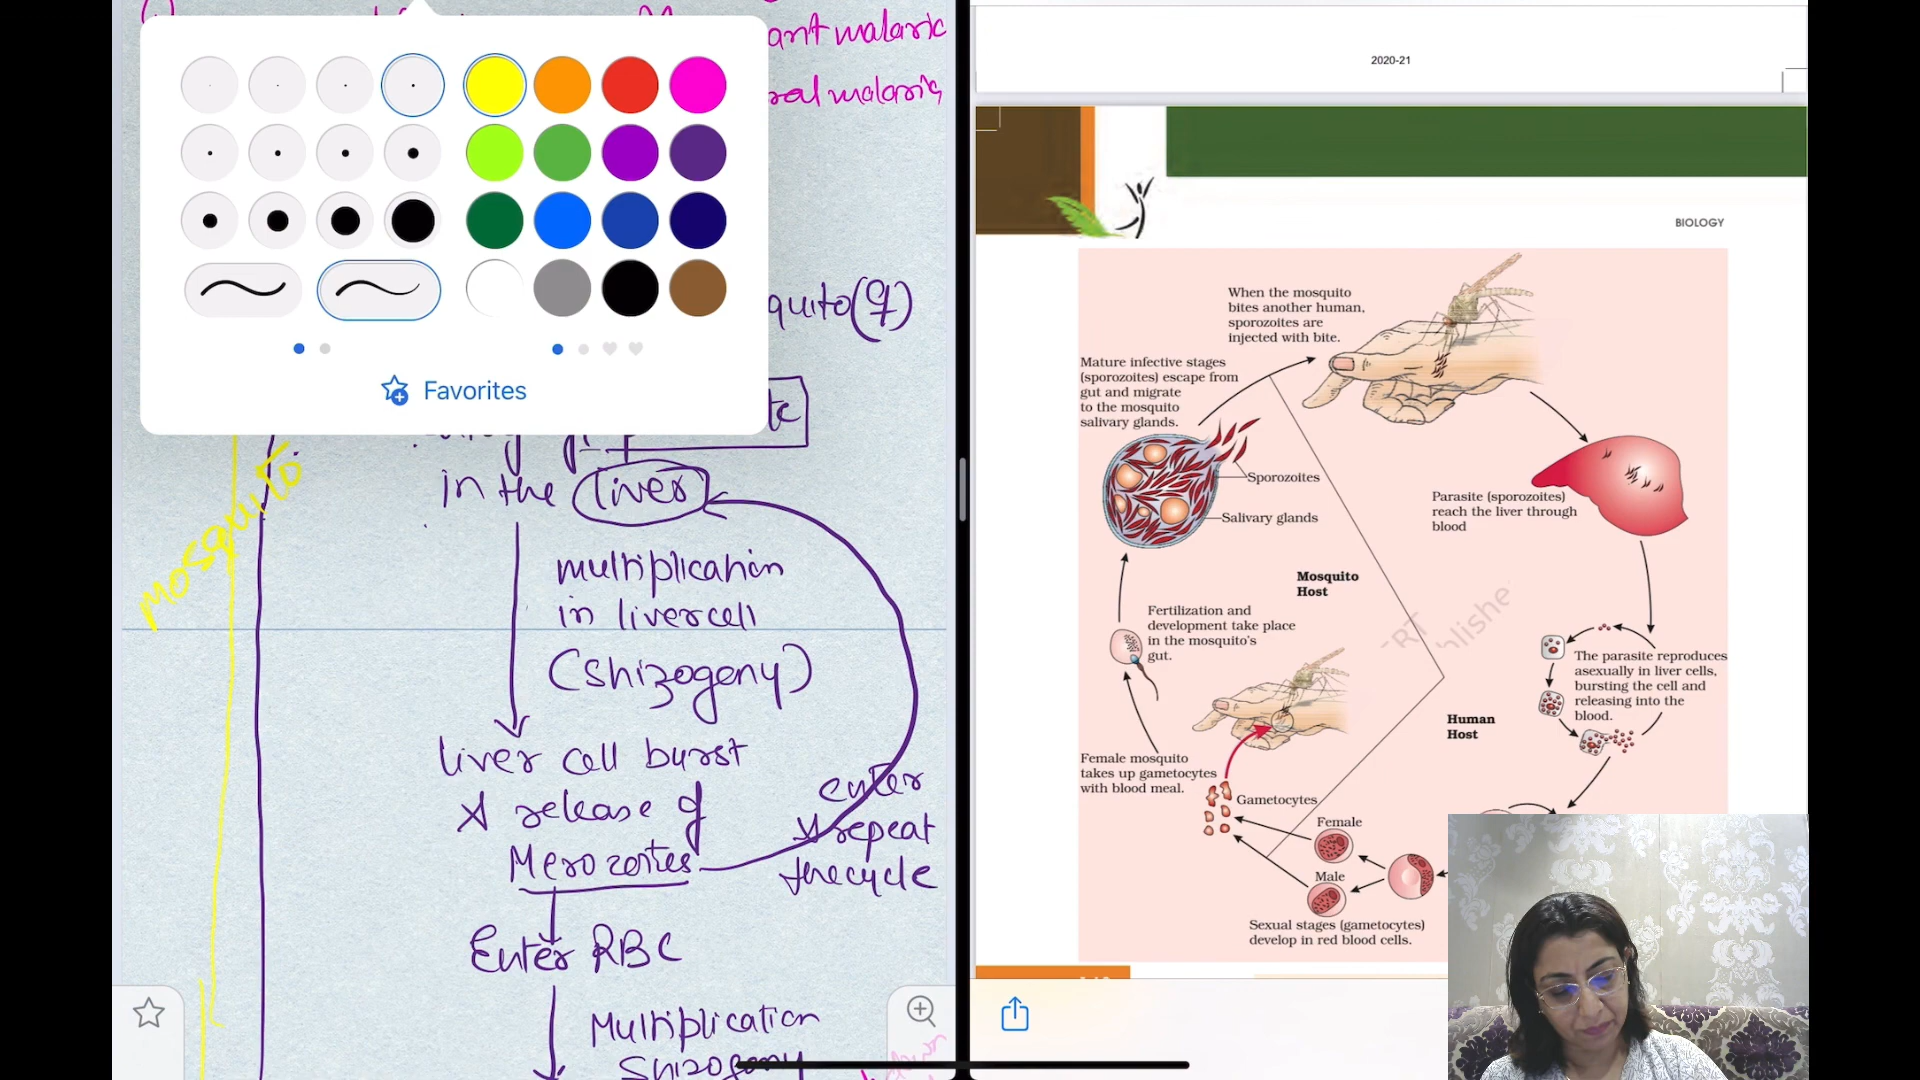 ant malaric
ral malaria
quito(♀)
in the liver
mosquito
multiplication
in liver cell
(Shizogeny)
liver cell burst
& release of
Merozoites
enter
& repeat
the cycle
Enter RBC
Multiplication
Shizogony
Favorites
2020-21
BIOLOGY
When the mosquito
bites another human,
sporozoites are
injected with bite.
Mature infective stages
(sporozoites) escape from
gut and migrate
to the mosquito
salivary glands.
Sporozoites
Salivary glands
Parasite (sporozoites)
reach the liver through
blood
Mosquito
Host
Fertilization and
development take place
in the mosquito's
gut.
The parasite reproduces
asexually in liver cells,
bursting the cell and
releasing into the
blood.
Human
Host
Female mosquito
takes up gametocytes
with blood meal.
Gametocytes
Female
Male
Sexual stages (gametocytes)
develop in red blood cells.